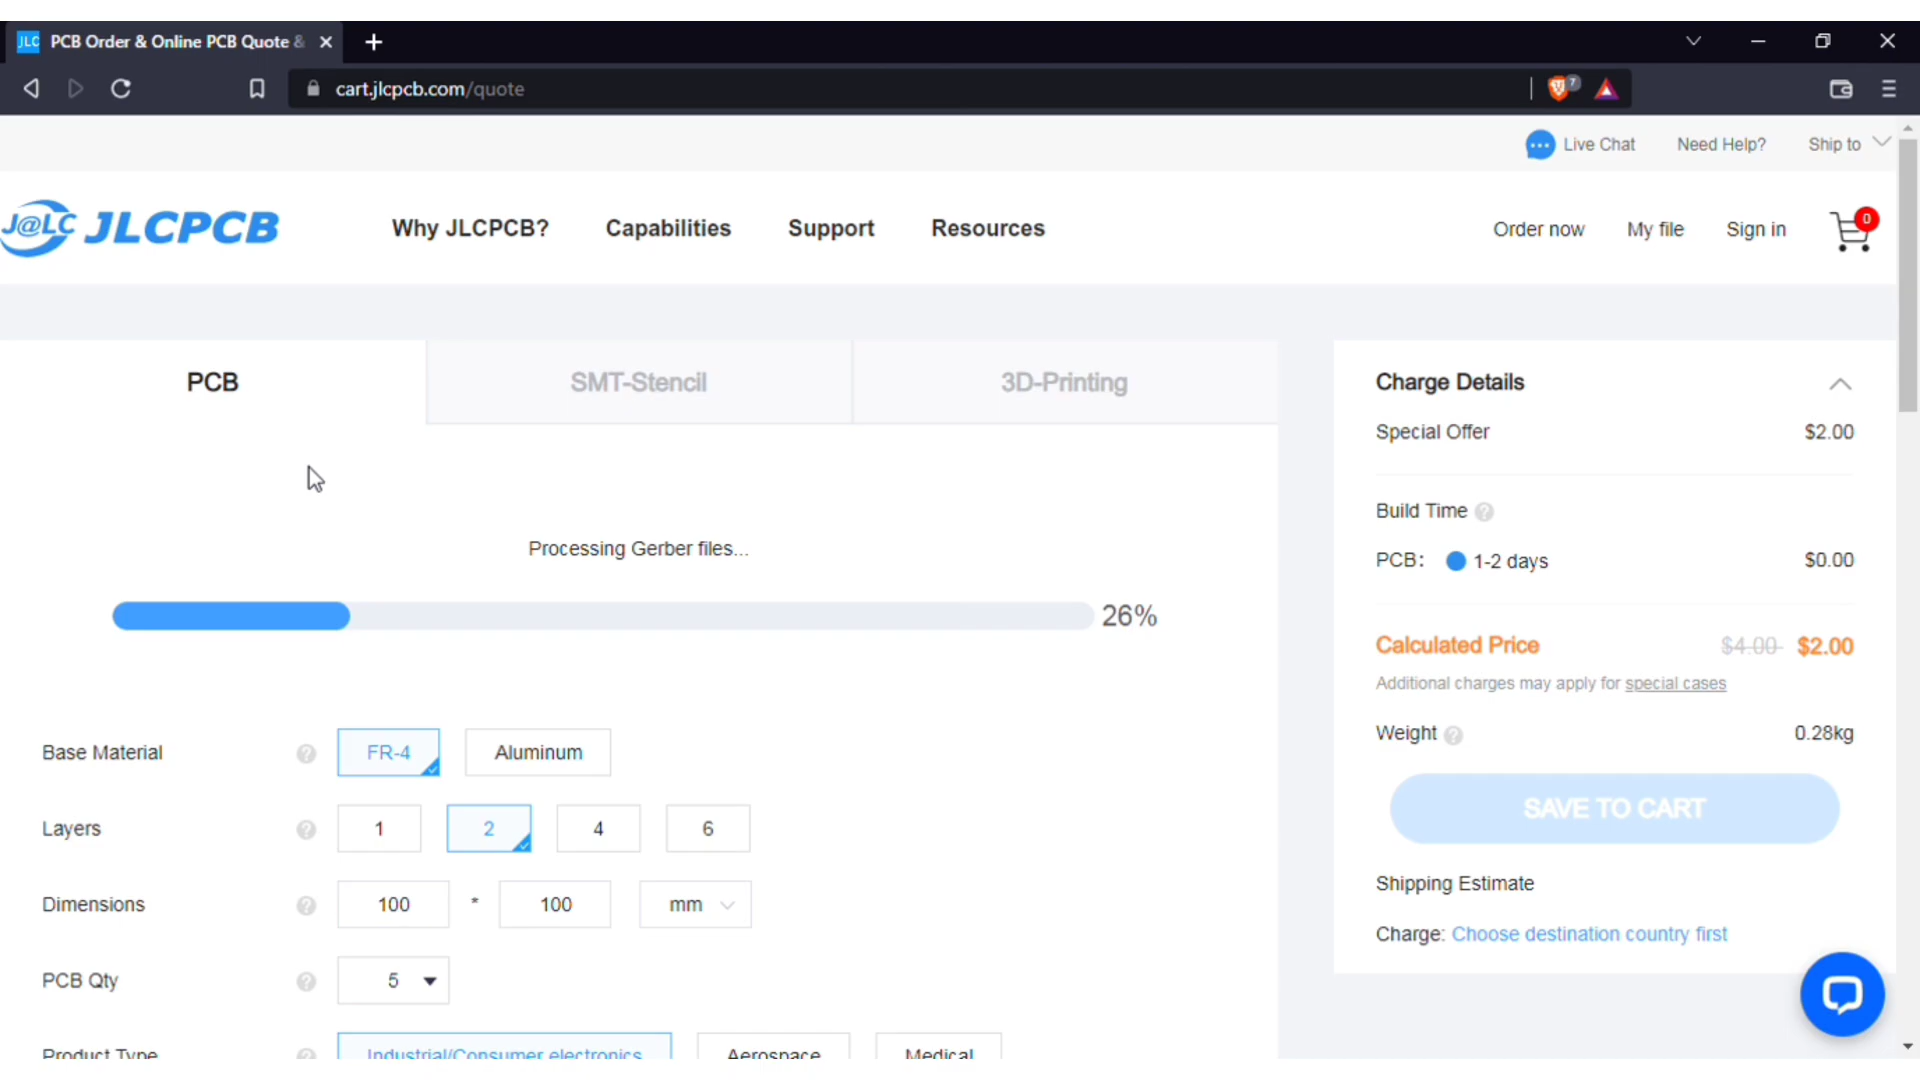 JLC PCB Order & Online PCB Quote &
cart.jlcpcb.com/quote
7
Live Chat Need Help? Ship to
J@LC JLCPCB Why JLCPCB? Capabilities Support Resources Order now My file Sign in 0
PCB SMT-Stencil 3D-Printing
Processing Gerber files...
26%
Base Material ? FR-4 Aluminum
Layers ? 1 2 4 6
Dimensions ? 100 * 100 mm
PCB Qty ? 5
Product Type ? Industrial/Consumer electronics Aerospace Medical
Charge Details
Special Offer $2.00
Build Time ?
PCB: 1-2 days $0.00
Calculated Price $4.00 $2.00
Additional charges may apply for special cases
Weight ? 0.28kg
SAVE TO CART
Shipping Estimate
Charge: Choose destination country first